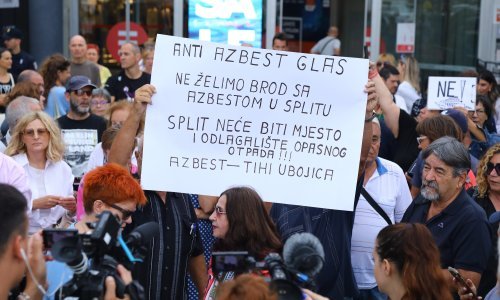 ANTI AZBEST GLAS
NE ŽELIMO BROD SA
AZBESTOM U SPLITU
SPLIT NEĆE BITI MJESTO
I ODLAGALIŠTE OPASNOG
OTPADA !!!
AZBEST — TIHI UBOJICA
NE!